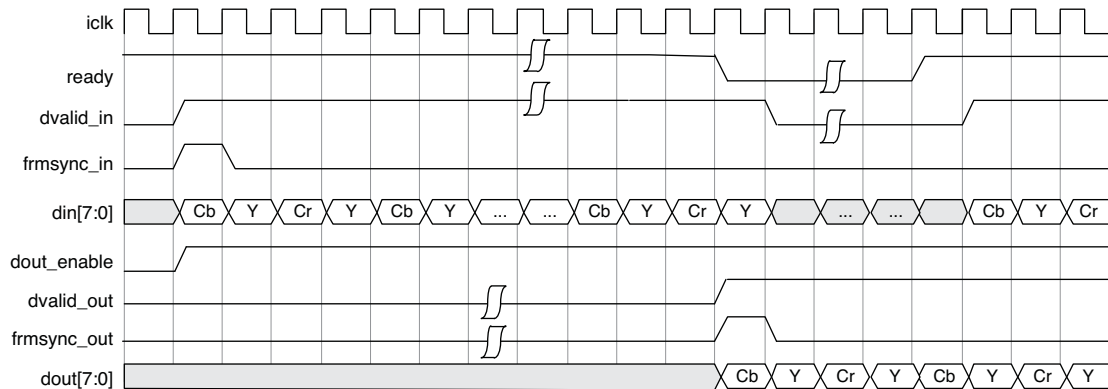 iclk
ready
dvalid_in
frmsync_in
din[7:0] Cb Y Cr Y Cb Y ... ... Cb Y Cr Y ... ... Cb Y Cr
dout_enable
dvalid_out
frmsync_out
dout[7:0] Cb Y Cr Y Cb Y Cr Y